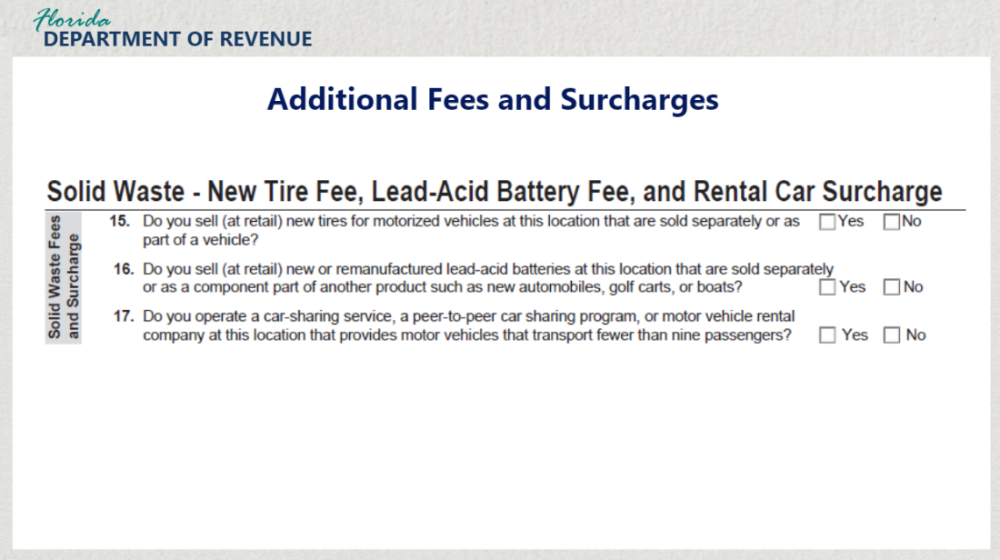 Florida
DEPARTMENT OF REVENUE
Additional Fees and Surcharges
Solid Waste - New Tire Fee, Lead-Acid Battery Fee, and Rental Car Surcharge
Solid Waste Fees
and Surcharge
15. Do you sell (at retail) new tires for motorized vehicles at this location that are sold separately or as Yes No
part of a vehicle?
16. Do you sell (at retail) new or remanufactured lead-acid batteries at this location that are sold separately
or as a component part of another product such as new automobiles, golf carts, or boats? Yes No
17. Do you operate a car-sharing service, a peer-to-peer car sharing program, or motor vehicle rental
company at this location that provides motor vehicles that transport fewer than nine passengers? Yes No